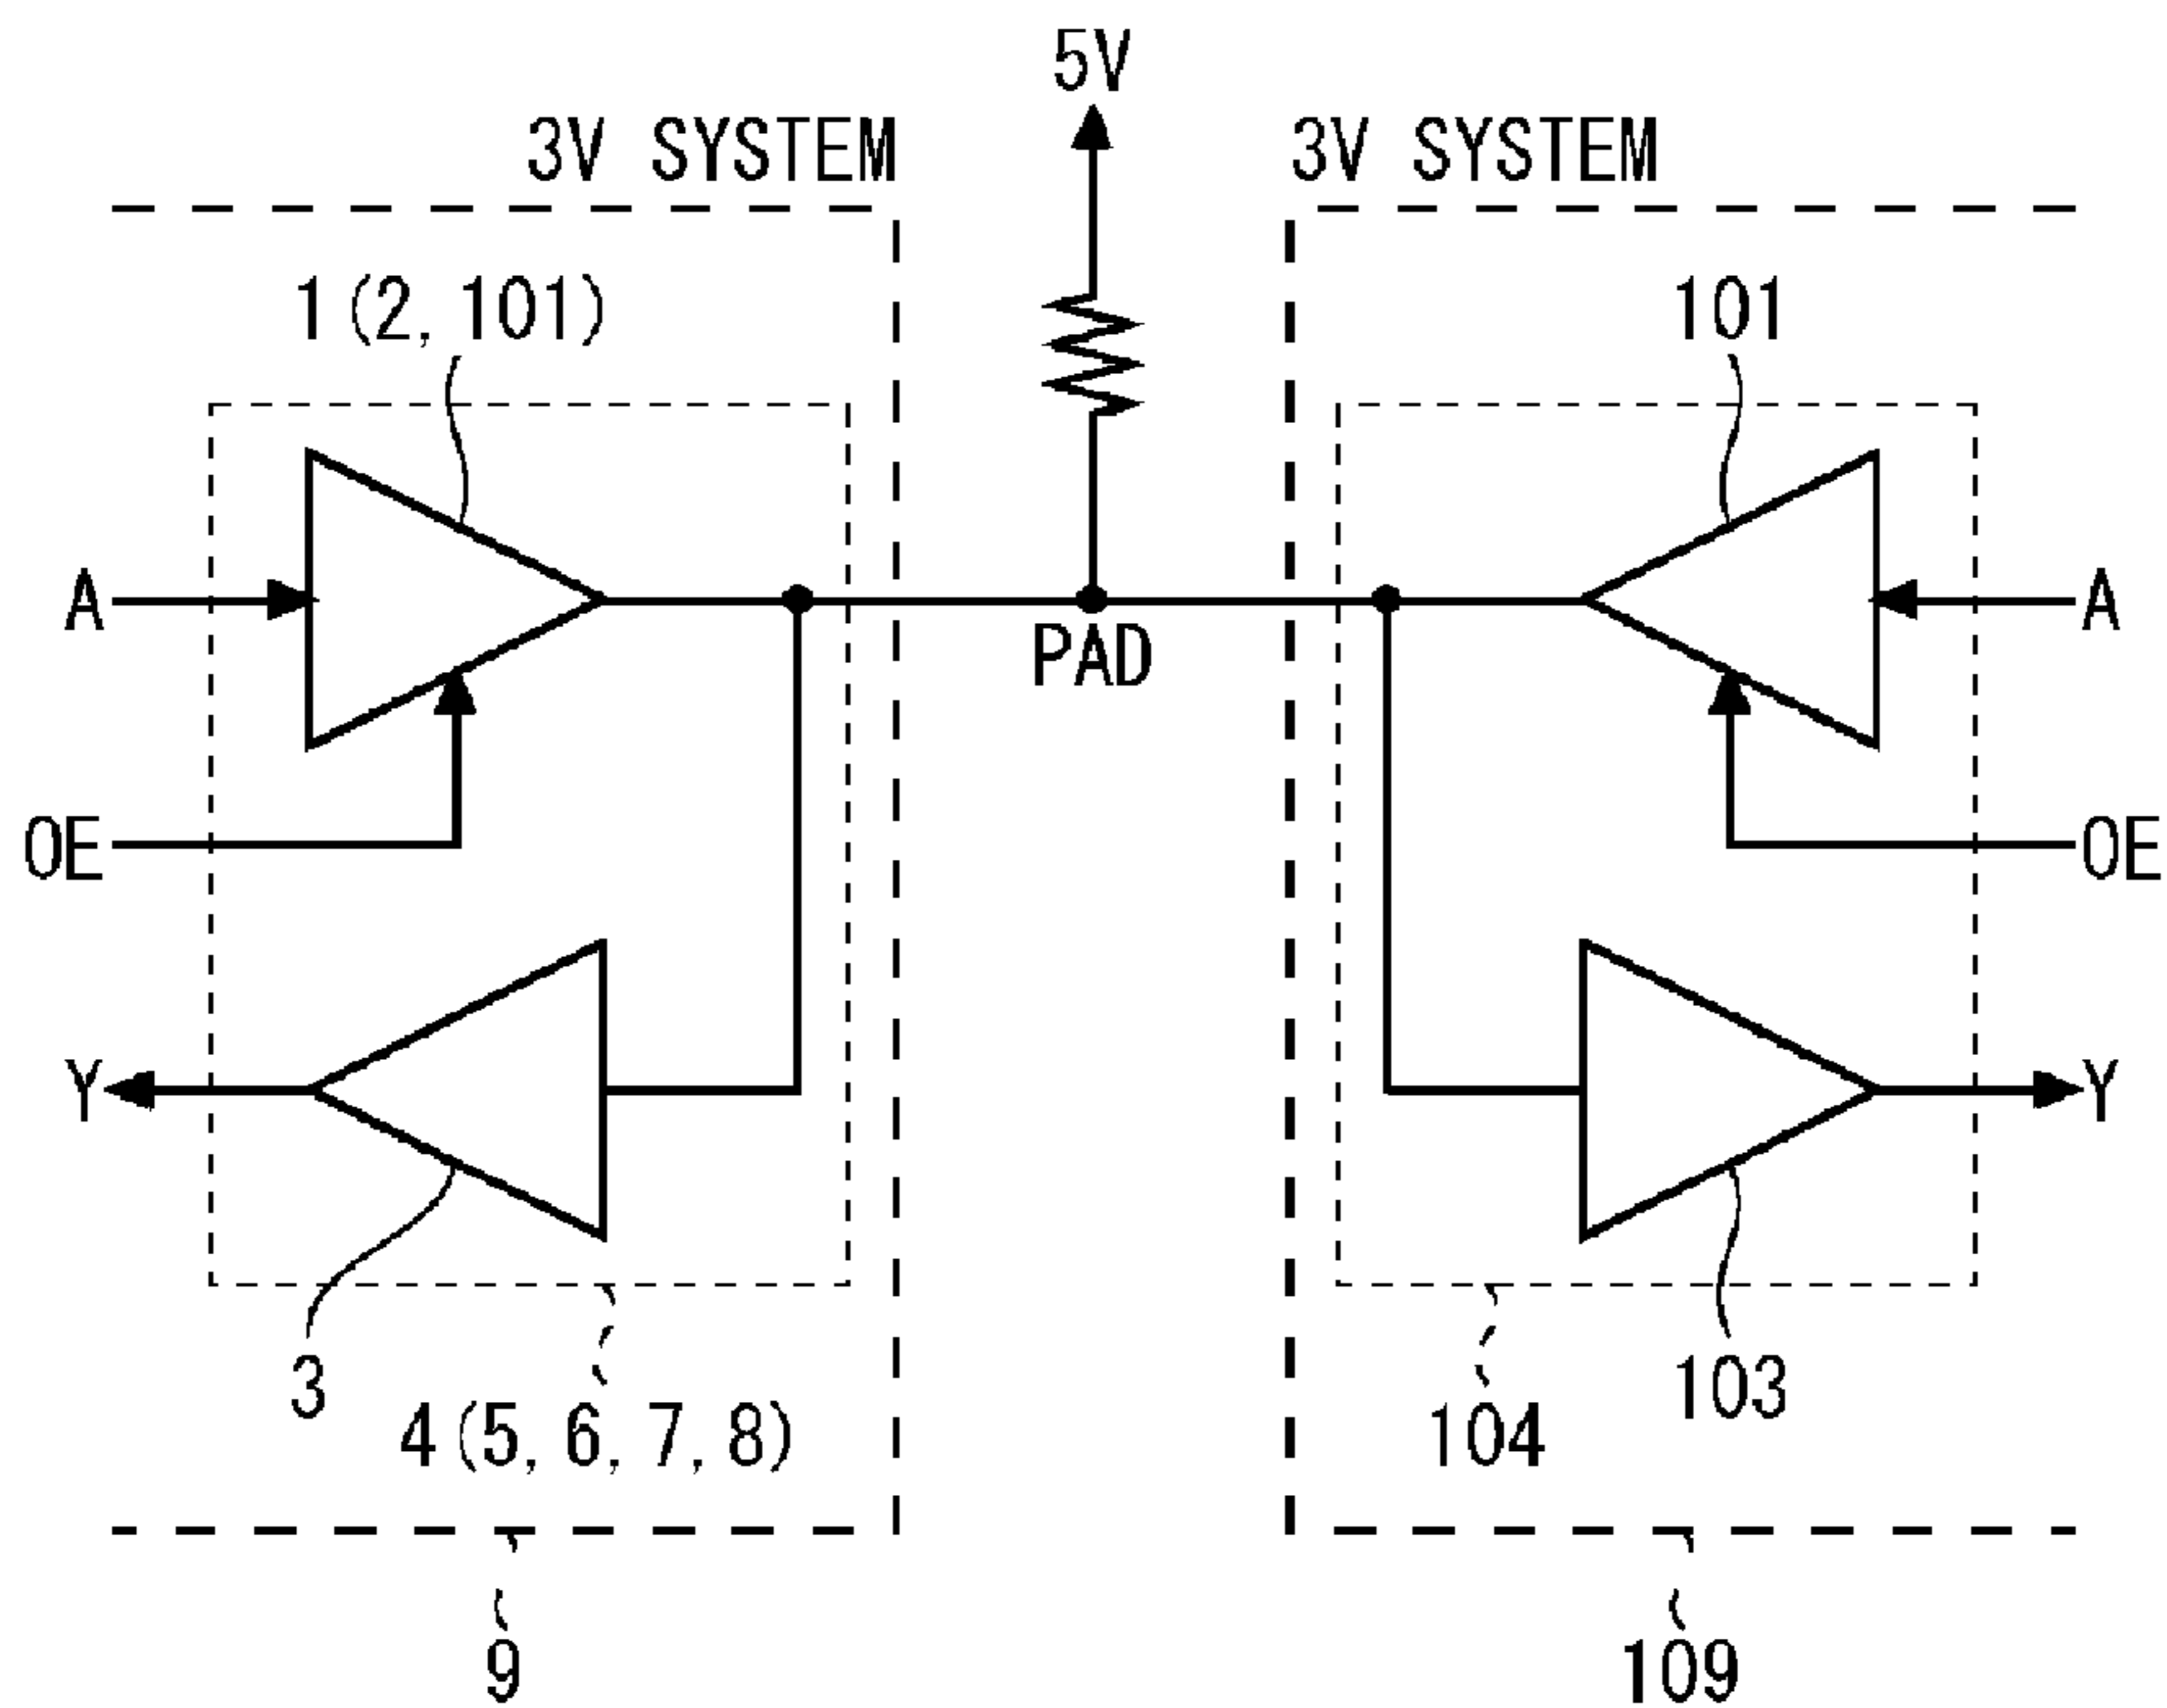 5V
3V SYSTEM
3V SYSTEM
1(2, 101)
101
A
PAD
A
OE
OE
Y
Y
3
4(5, 6, 7, 8)
104
103
9
109